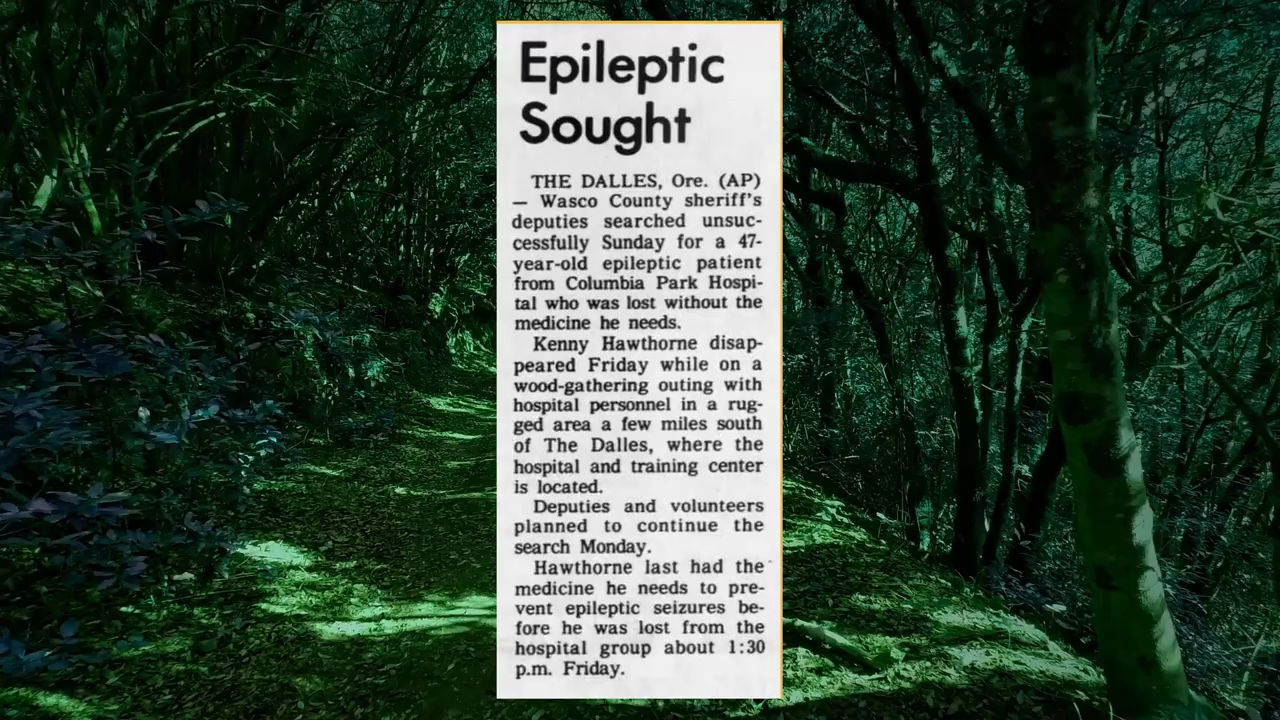 Epileptic
Sought
THE DALLES, Ore. (AP)
— Wasco County sheriff's
deputies searched unsuc-
cessfully Sunday for a 47-
year-old epileptic patient
from Columbia Park Hospi-
tal who was lost without the
medicine he needs.
Kenny Hawthorne disap-
peared Friday while on a
wood-gathering outing with
hospital personnel in a rug-
ged area a few miles south
of The Dalles, where the
hospital and training center
is located.
Deputies and volunteers
planned to continue the
search Monday.
Hawthorne last had the
medicine he needs to pre-
vent epileptic seizures be-
fore he was lost from the
hospital group about 1:30
p.m. Friday.